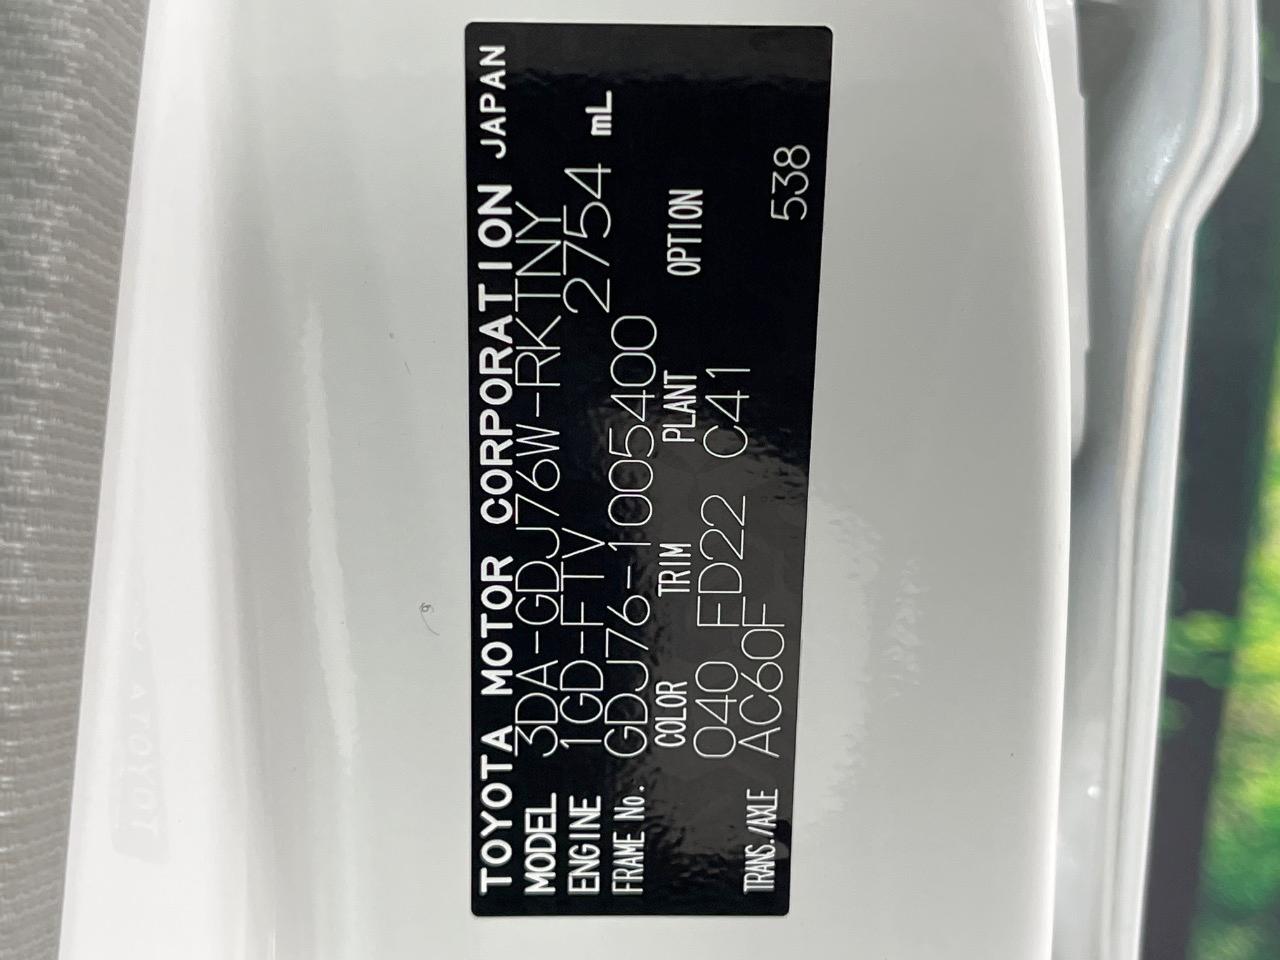 TOYOTA MOTOR CORPORATION JAPAN
MODEL 3DA-GDJ76W-RKTNY
ENGINE 1GD-FTV 2754 mL
FRAME No. GDJ76-1005400
COLOR TRIM PLANT OPTION
040 FD22 C41
TRANS./AXLE AC60F
538